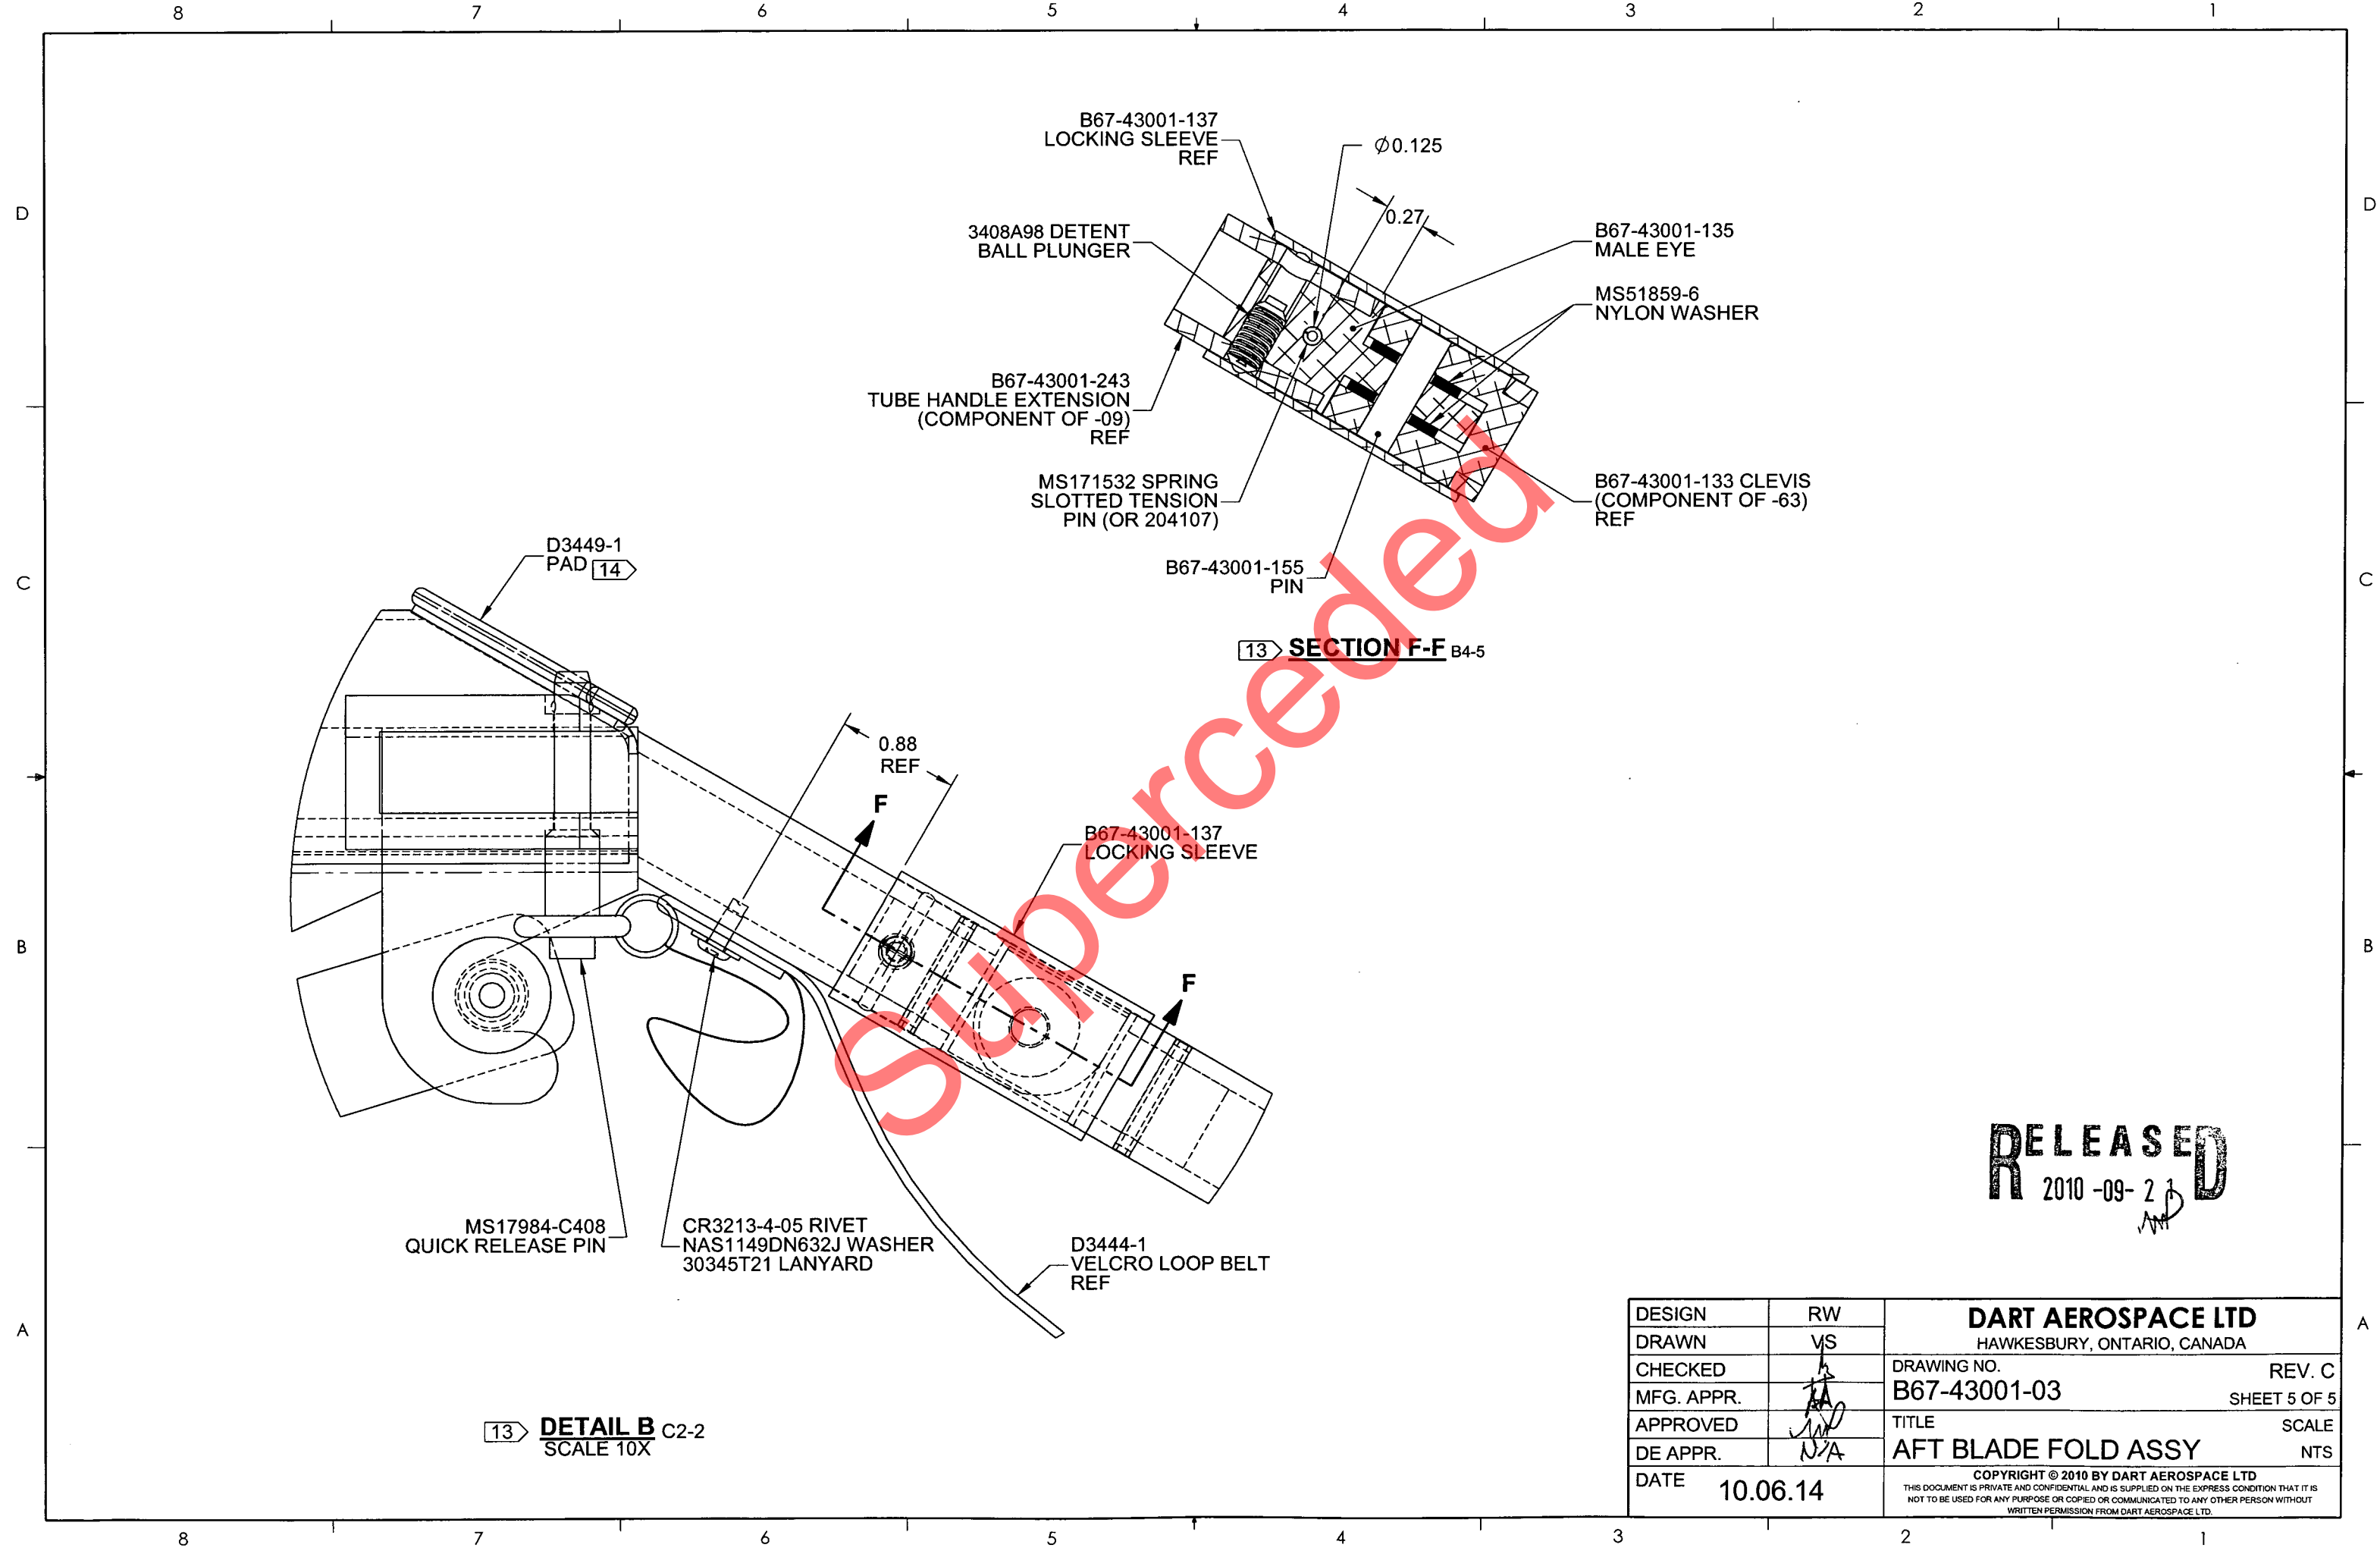 8 7 6 5 4 3 2 1
D
D
C
C
B
B
A
A
B67-43001-137
LOCKING SLEEVE
REF
Ø0.125
0.27
3408A98 DETENT
BALL PLUNGER
B67-43001-135
MALE EYE
MS51859-6
NYLON WASHER
B67-43001-243
TUBE HANDLE EXTENSION
(COMPONENT OF -09)
REF
MS171532 SPRING
SLOTTED TENSION
PIN (OR 204107)
B67-43001-133 CLEVIS
(COMPONENT OF -63)
REF
B67-43001-155
PIN
13 SECTION F-F B4-5
D3449-1
PAD 14
0.88
REF
F
B67-43001-137
LOCKING SLEEVE
F
Superceded
MS17984-C408
QUICK RELEASE PIN
CR3213-4-05 RIVET
NAS1149DN632J WASHER
30345T21 LANYARD
D3444-1
VELCRO LOOP BELT
REF
13 DETAIL B C2-2
SCALE 10X
RELEASED
2010 -09- 2
DESIGN RW
DRAWN VS
CHECKED
MFG. APPR.
APPROVED
DE APPR. N/A
DATE 10.06.14
DART AEROSPACE LTD
HAWKESBURY, ONTARIO, CANADA
DRAWING NO. REV. C
B67-43001-03 SHEET 5 OF 5
TITLE SCALE
AFT BLADE FOLD ASSY NTS
COPYRIGHT © 2010 BY DART AEROSPACE LTD
THIS DOCUMENT IS PRIVATE AND CONFIDENTIAL AND IS SUPPLIED ON THE EXPRESS CONDITION THAT IT IS
NOT TO BE USED FOR ANY PURPOSE OR COPIED OR COMMUNICATED TO ANY OTHER PERSON WITHOUT
WRITTEN PERMISSION FROM DART AEROSPACE LTD.
8 7 6 5 4 3 2 1